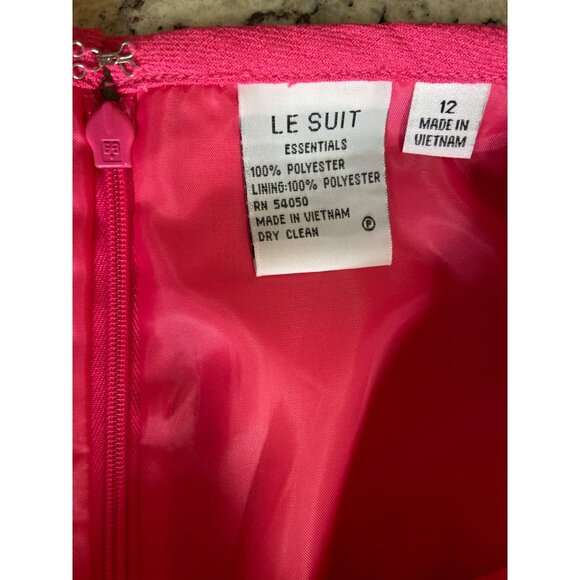 LE SUIT
ESSENTIALS
100% POLYESTER
LINING:100% POLYESTER
RN 54050
MADE IN VIETNAM
DRY CLEAN Ⓟ
12
MADE IN
VIETNAM